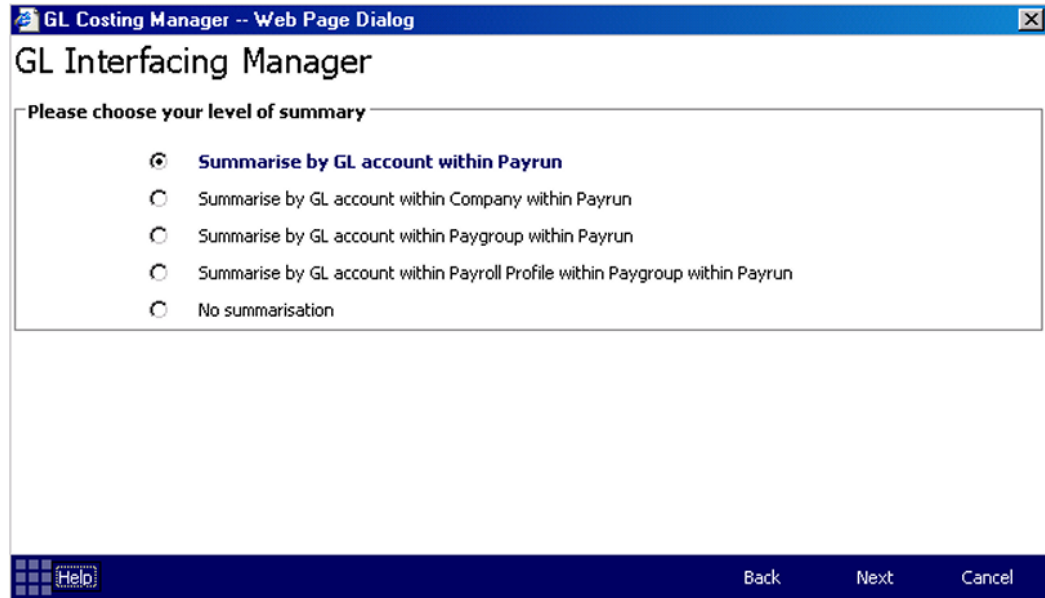 GL Costing Manager -- Web Page Dialog
GL Interfacing Manager
Please choose your level of summary
Summarise by GL account within Payrun
Summarise by GL account within Company within Payrun
Summarise by GL account within Paygroup within Payrun
Summarise by GL account within Payroll Profile within Paygroup within Payrun
No summarisation
Help Back Next Cancel